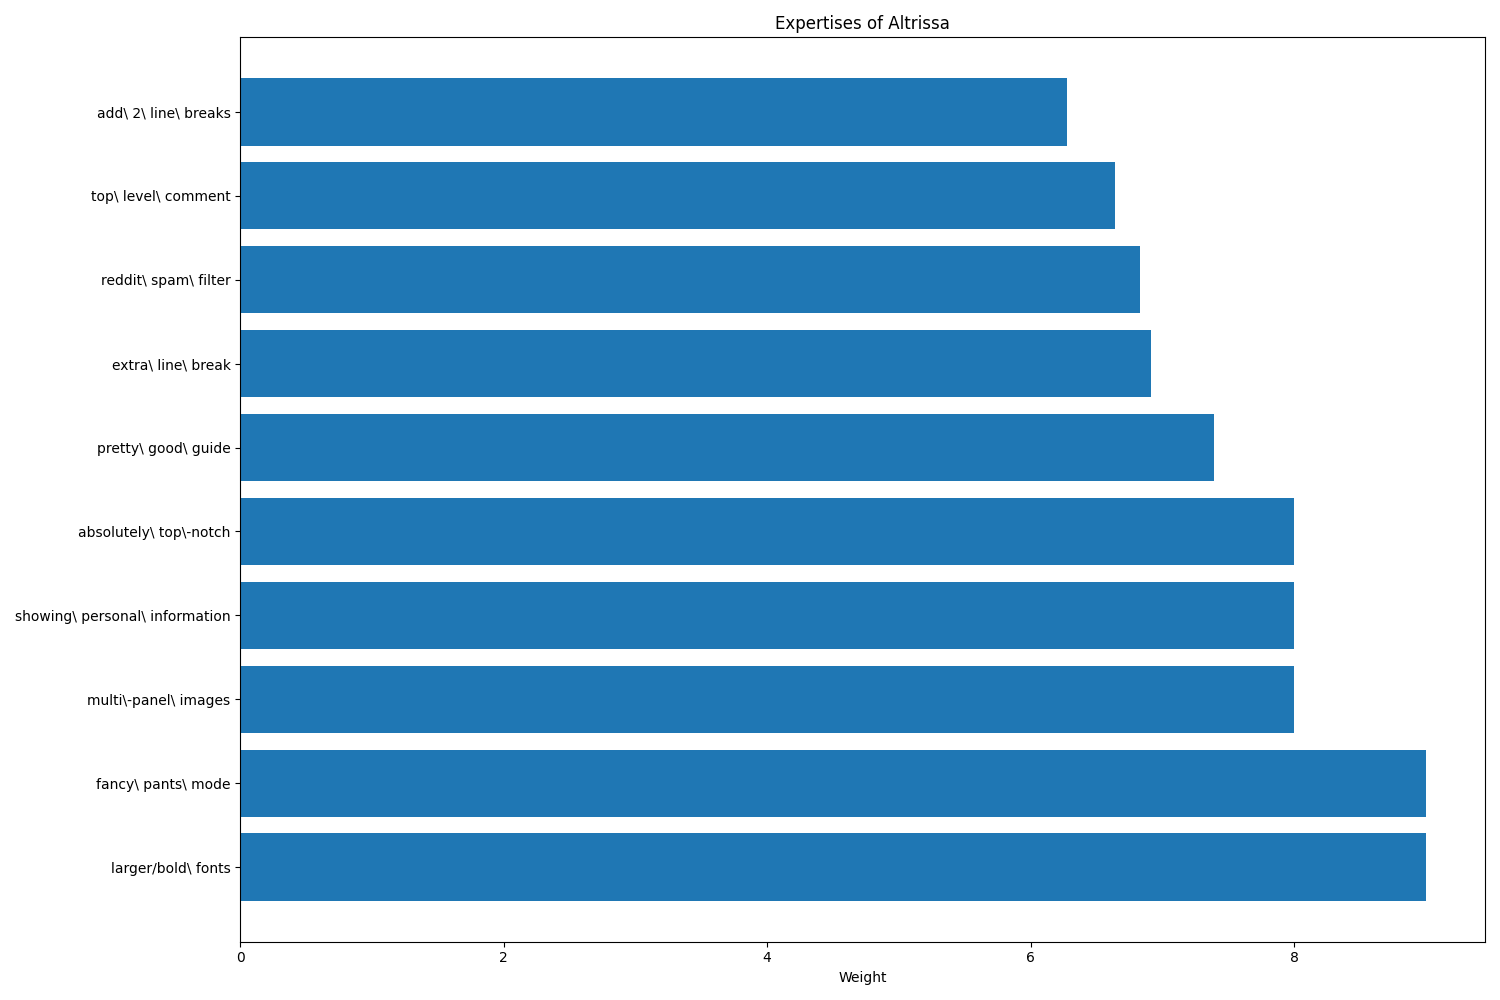 Expertises of Altrissa
add\ 2\ line\ breaks
top\ level\ comment
reddit\ spam\ filter
extra\ line\ break
pretty\ good\ guide
absolutely\ top\-notch
showing\ personal\ information
multi\-panel\ images
fancy\ pants\ mode
larger/bold\ fonts
0 2 4 6 8
Weight